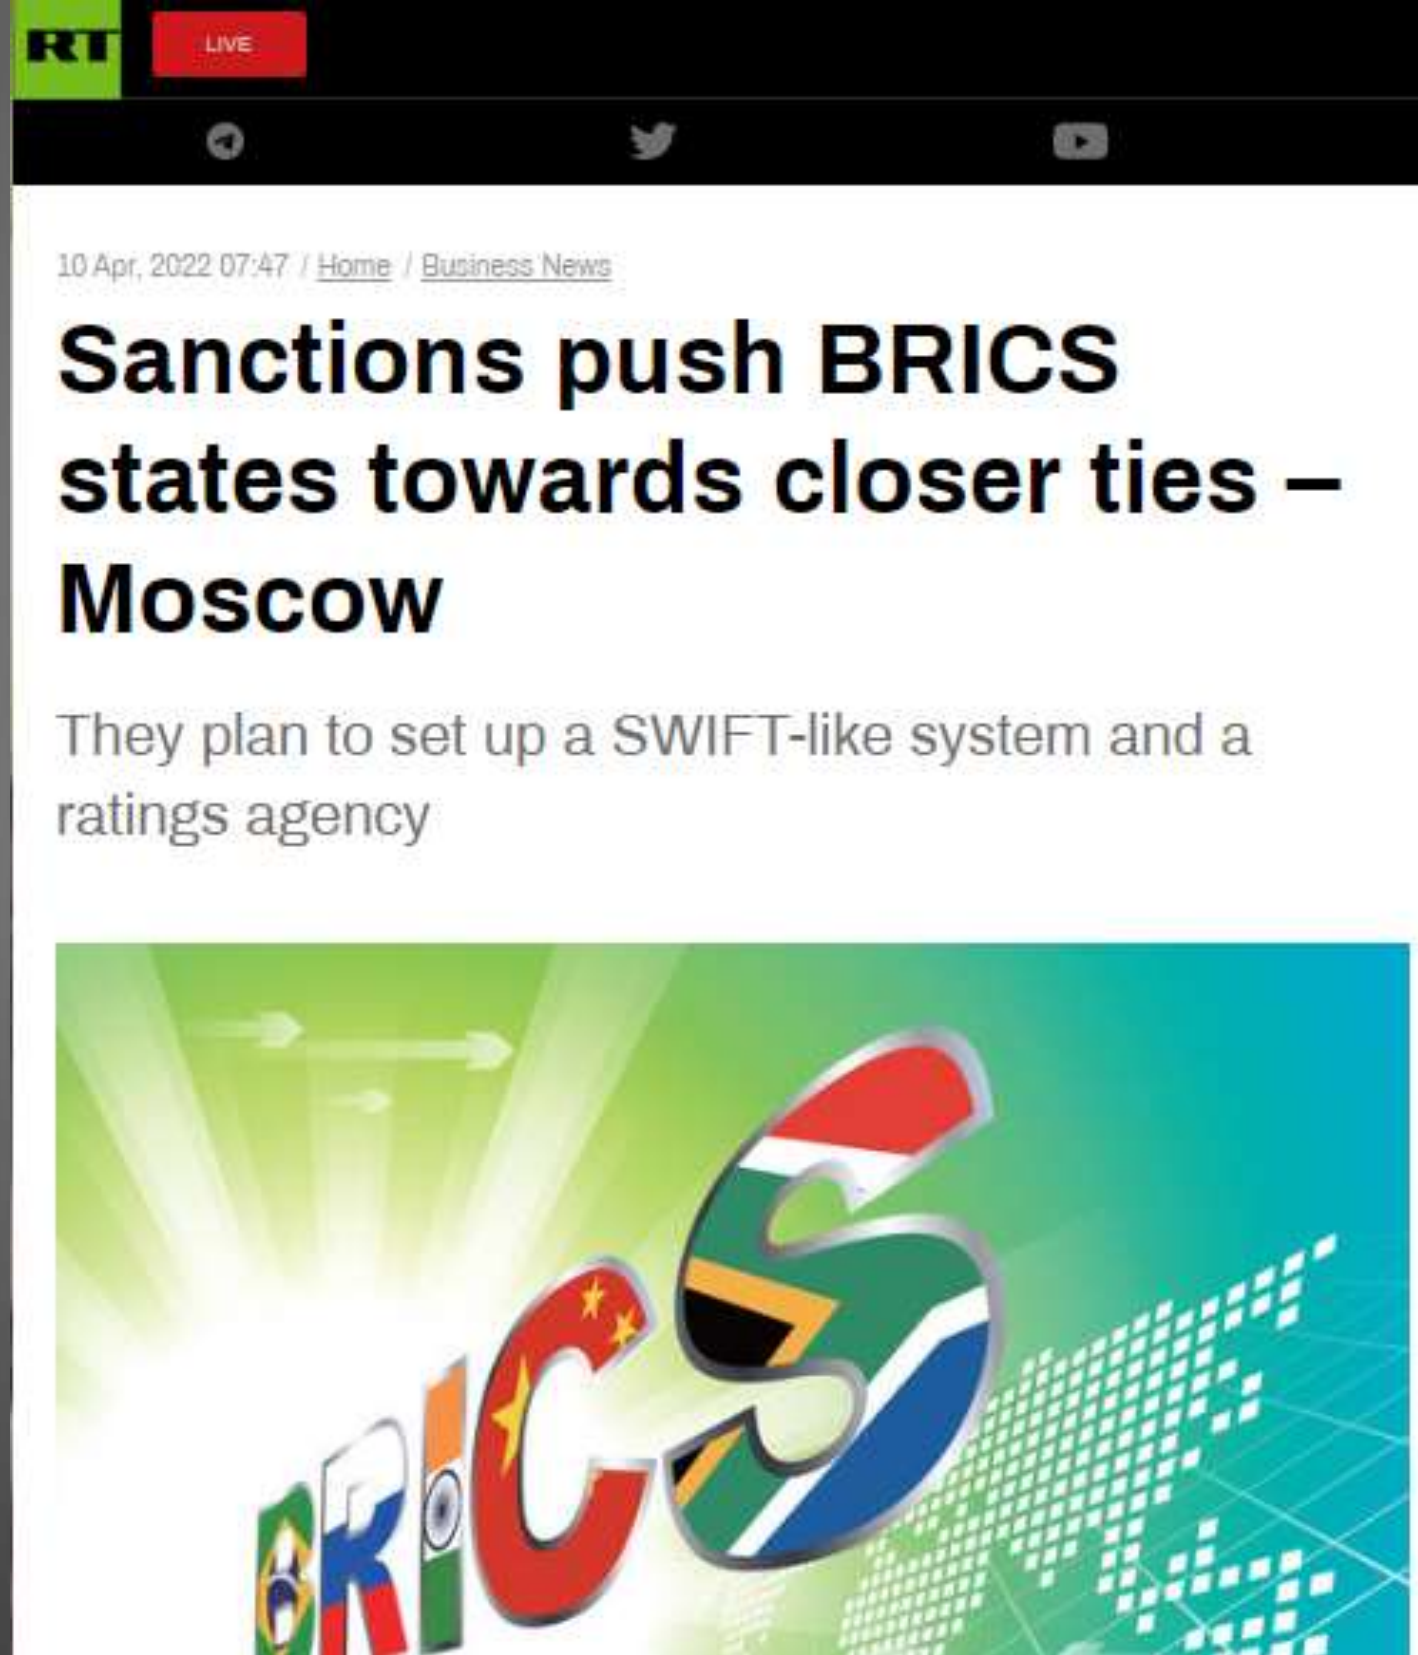 RT LIVE
10 Apr, 2022 07:47 / Home / Business News
Sanctions push BRICS
states towards closer ties –
Moscow
They plan to set up a SWIFT-like system and a
ratings agency
BRICS